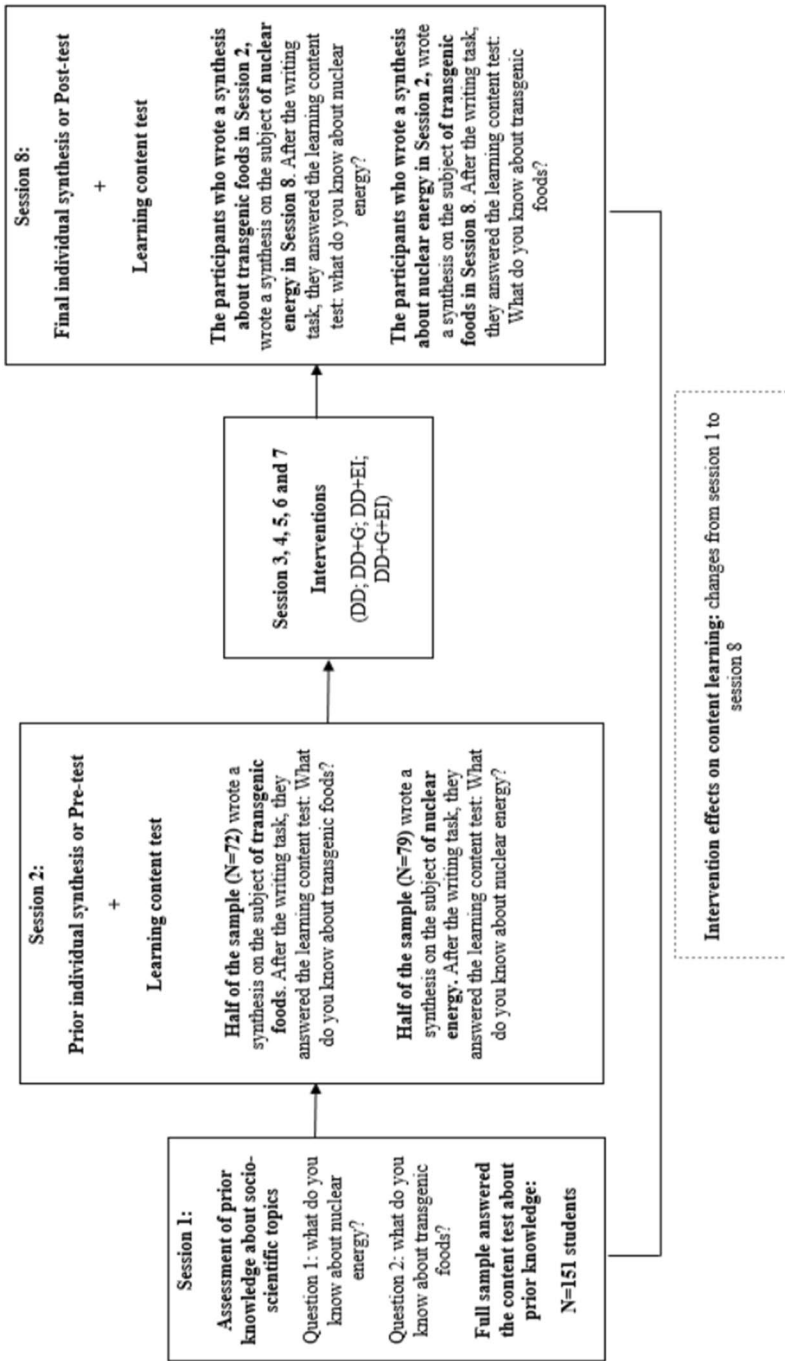 Session 1:
Assessment of prior
knowledge about socio-
scientific topics
Question 1: what do you
know about nuclear
energy?
Question 2: what do you
know about transgenic
foods?
Full sample answered
the content test about
prior knowledge:
N=151 students
Session 2:
Prior individual synthesis or Pre-test
+
Learning content test
Half of the sample (N=72) wrote a
synthesis on the subject of transgenic
foods. After the writing task, they
answered the learning content test: What
do you know about transgenic foods?
Half of the sample (N=79) wrote a
synthesis on the subject of nuclear
energy. After the writing task, they
answered the learning content test: What
do you know about nuclear energy?
Session 3, 4, 5, 6 and 7
Interventions
(DD; DD+G; DD+EI;
DD+G+EI)
Session 8:
Final individual synthesis or Post-test
+
Learning content test
The participants who wrote a synthesis
about transgenic foods in Session 2,
wrote a synthesis on the subject of nuclear
energy in Session 8. After the writing
task, they answered the learning content
test: what do you know about nuclear
energy?
The participants who wrote a synthesis
about nuclear energy in Session 2, wrote
a synthesis on the subject of transgenic
foods in Session 8. After the writing task,
they answered the learning content test:
What do you know about transgenic
foods?
Intervention effects on content learning: changes from session 1 to
session 8